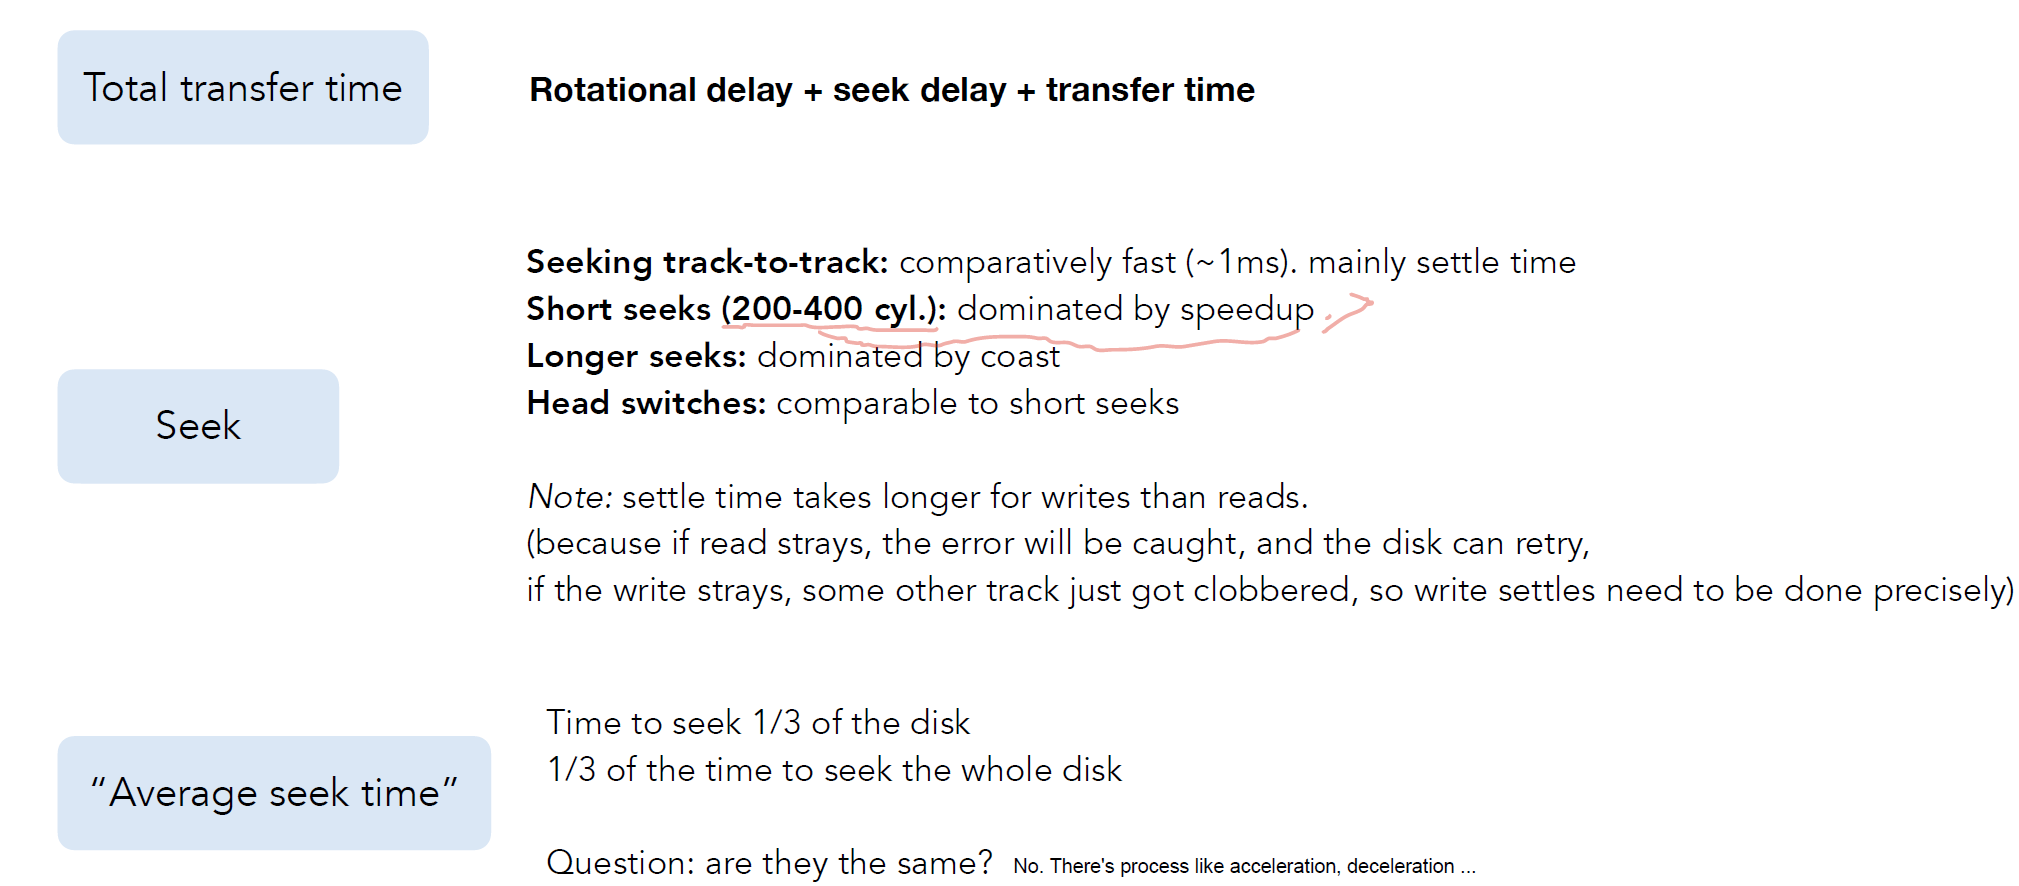 Total transfer time
Rotational delay + seek delay + transfer time
Seek
Seeking track-to-track: comparatively fast (~1ms). mainly settle time
Short seeks (200-400 cyl.): dominated by speedup
Longer seeks: dominated by coast
Head switches: comparable to short seeks
Note: settle time takes longer for writes than reads.
(because if read strays, the error will be caught, and the disk can retry,
if the write strays, some other track just got clobbered, so write settles need to be done precisely)
"Average seek time"
Time to seek 1/3 of the disk
1/3 of the time to seek the whole disk
Question: are they the same? No. There's process like acceleration, deceleration ...